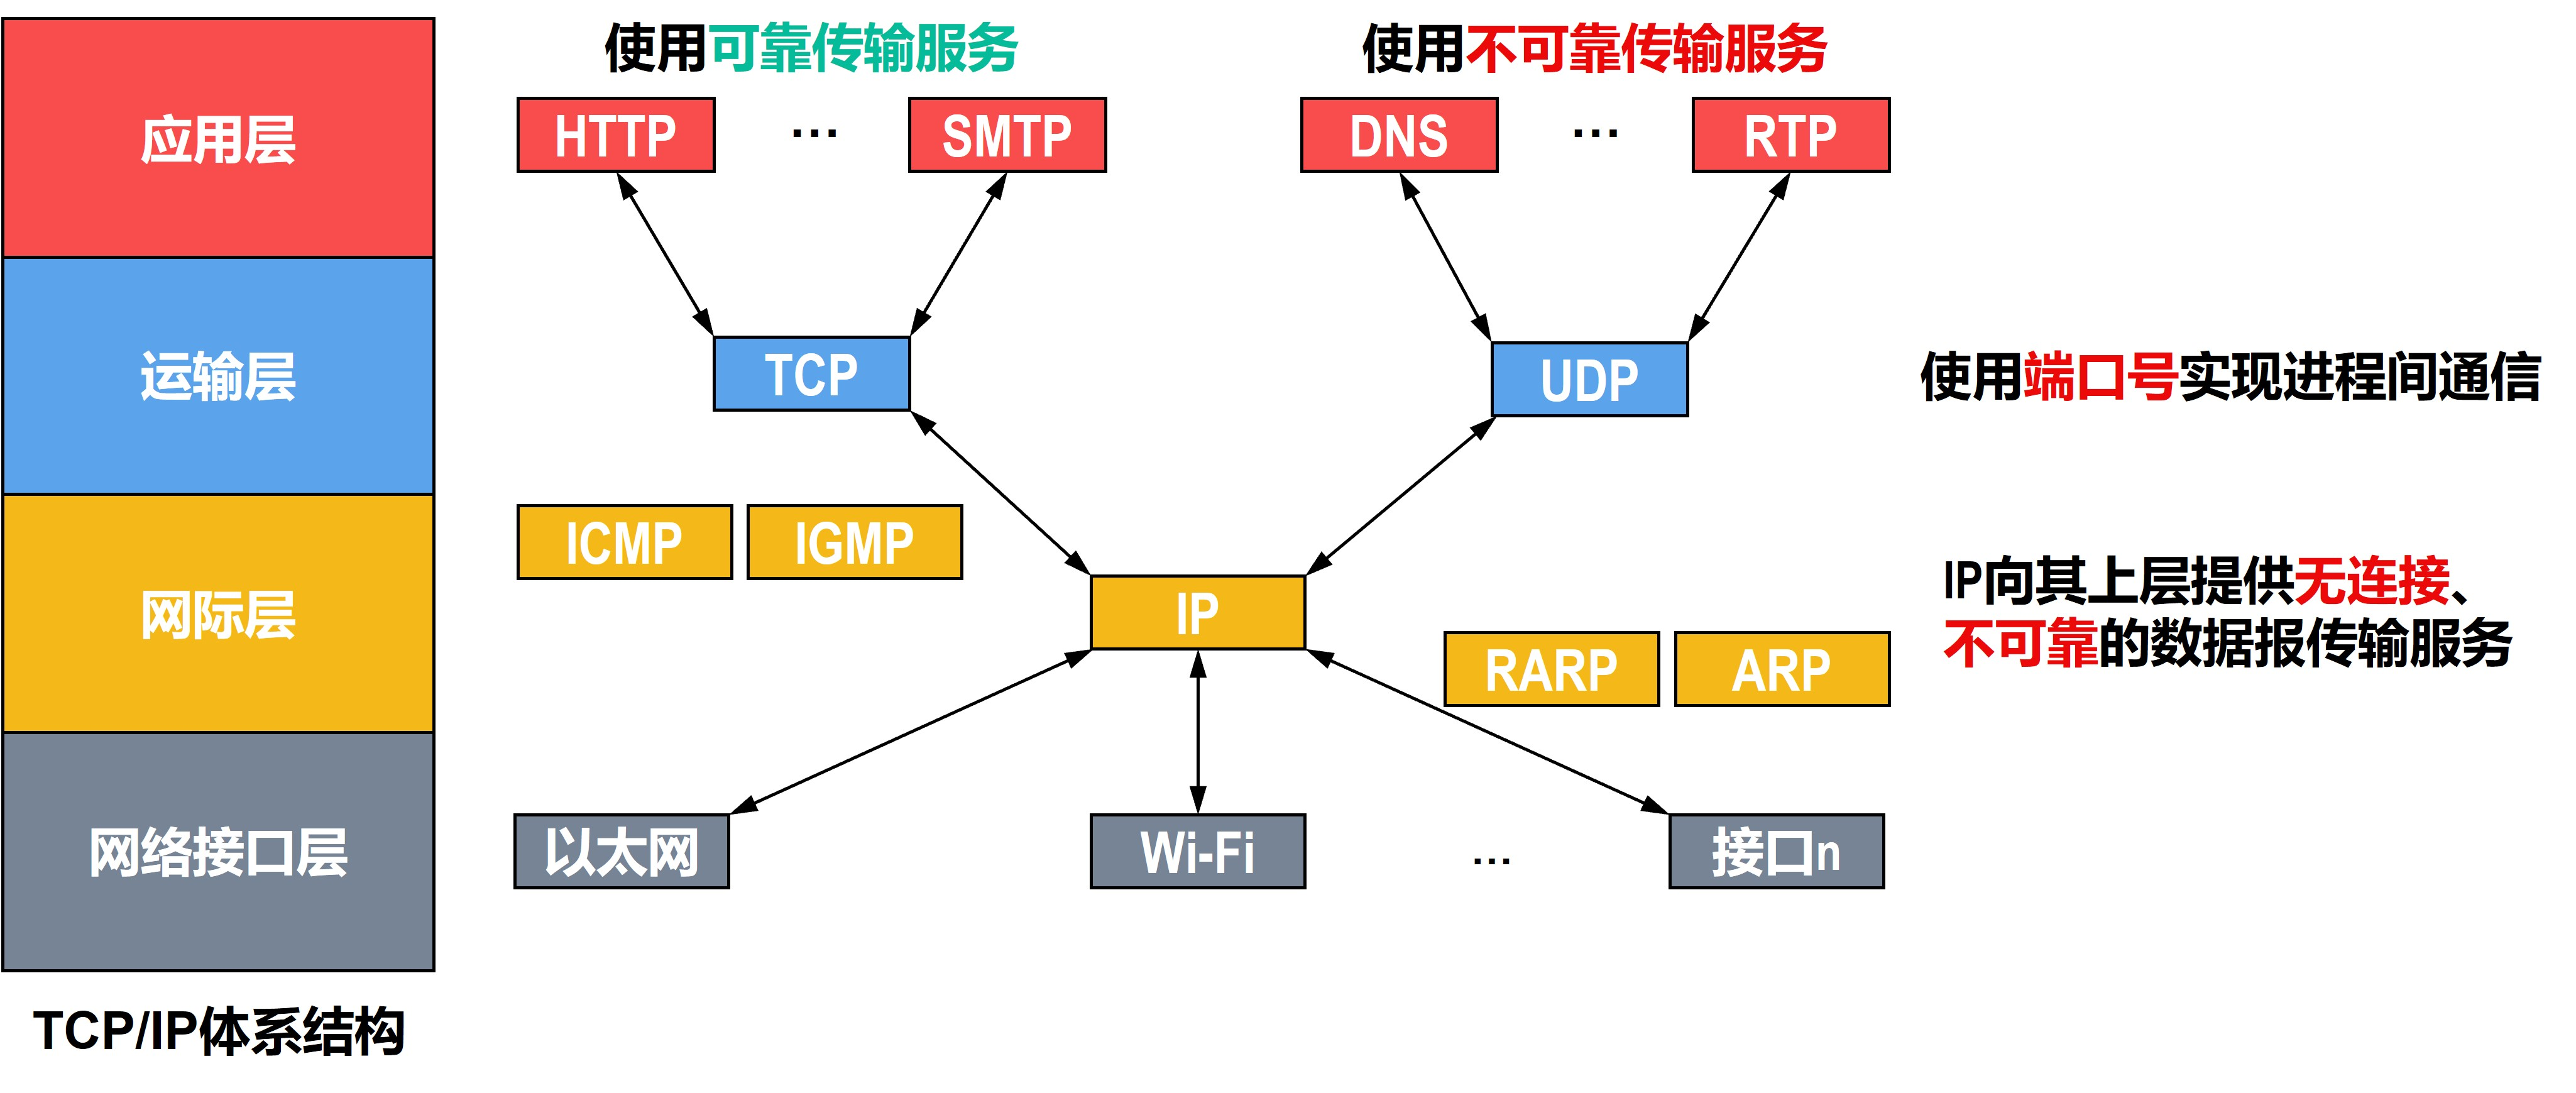 使用可靠传输服务
使用不可靠传输服务
应用层
HTTP
...
SMTP
DNS
...
RTP
运输层
TCP
UDP
使用端口号实现进程间通信
网际层
ICMP
IGMP
IP
RARP
ARP
IP向其上层提供无连接、
不可靠的数据报传输服务
网络接口层
以太网
Wi-Fi
...
接口n
TCP/IP体系结构